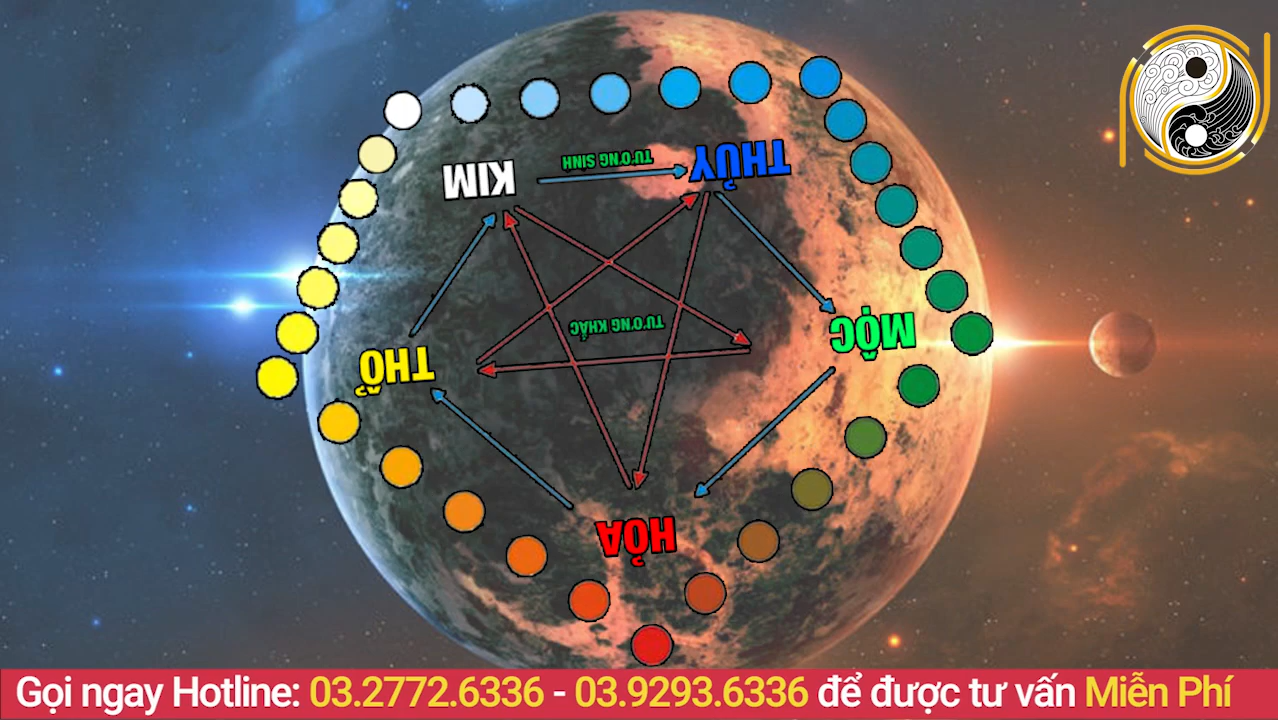 KIM
TƯƠNG SINH
THỦY
TƯƠNG KHẮC
MỘC
THỔ
HỎA
Gọi ngay Hotline: 03.2772.6336 - 03.9293.6336 để được tư vấn Miễn Phí